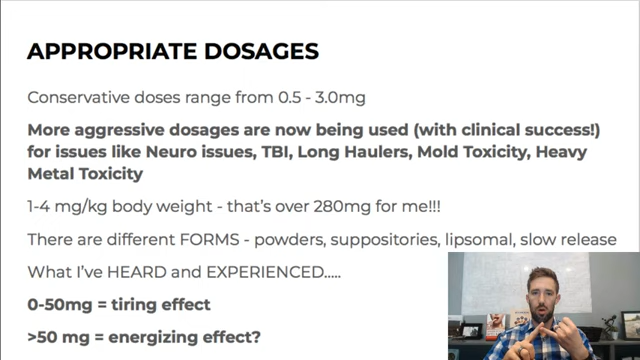 APPROPRIATE DOSAGES
Conservative doses range from 0.5 - 3.0mg
More aggressive dosages are now being used (with clinical success!)
for issues like Neuro issues, TBI, Long Haulers, Mold Toxicity, Heavy
Metal Toxicity
1-4 mg/kg body weight - that's over 280mg for me!!!
There are different FORMS - powders, suppositories, lipsomal, slow release
What I've HEARD and EXPERIENCED.....
0-50mg = tiring effect
>50 mg = energizing effect?